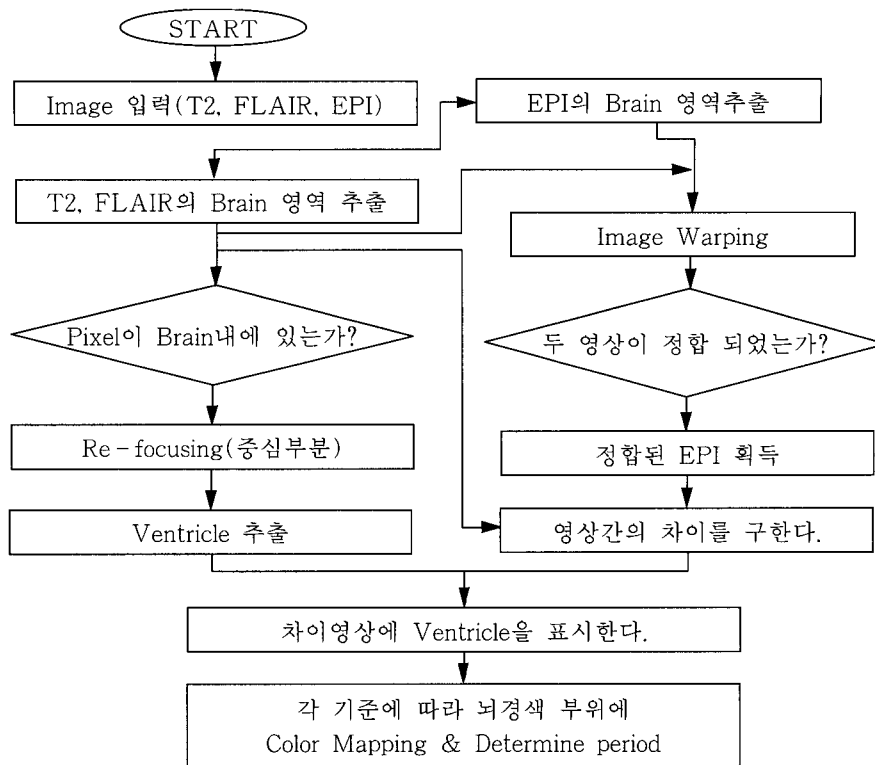 START
Image 입력(T2, FLAIR, EPI)
EPI의 Brain 영역추출
T2, FLAIR의 Brain 영역 추출
Image Warping
Pixel이 Brain내에 있는가?
두 영상이 정합 되었는가?
Re-focusing(중심부분)
정합된 EPI 획득
Ventricle 추출
영상간의 차이를 구한다.
차이영상에 Ventricle을 표시한다.
각 기준에 따라 뇌경색 부위에
Color Mapping & Determine period